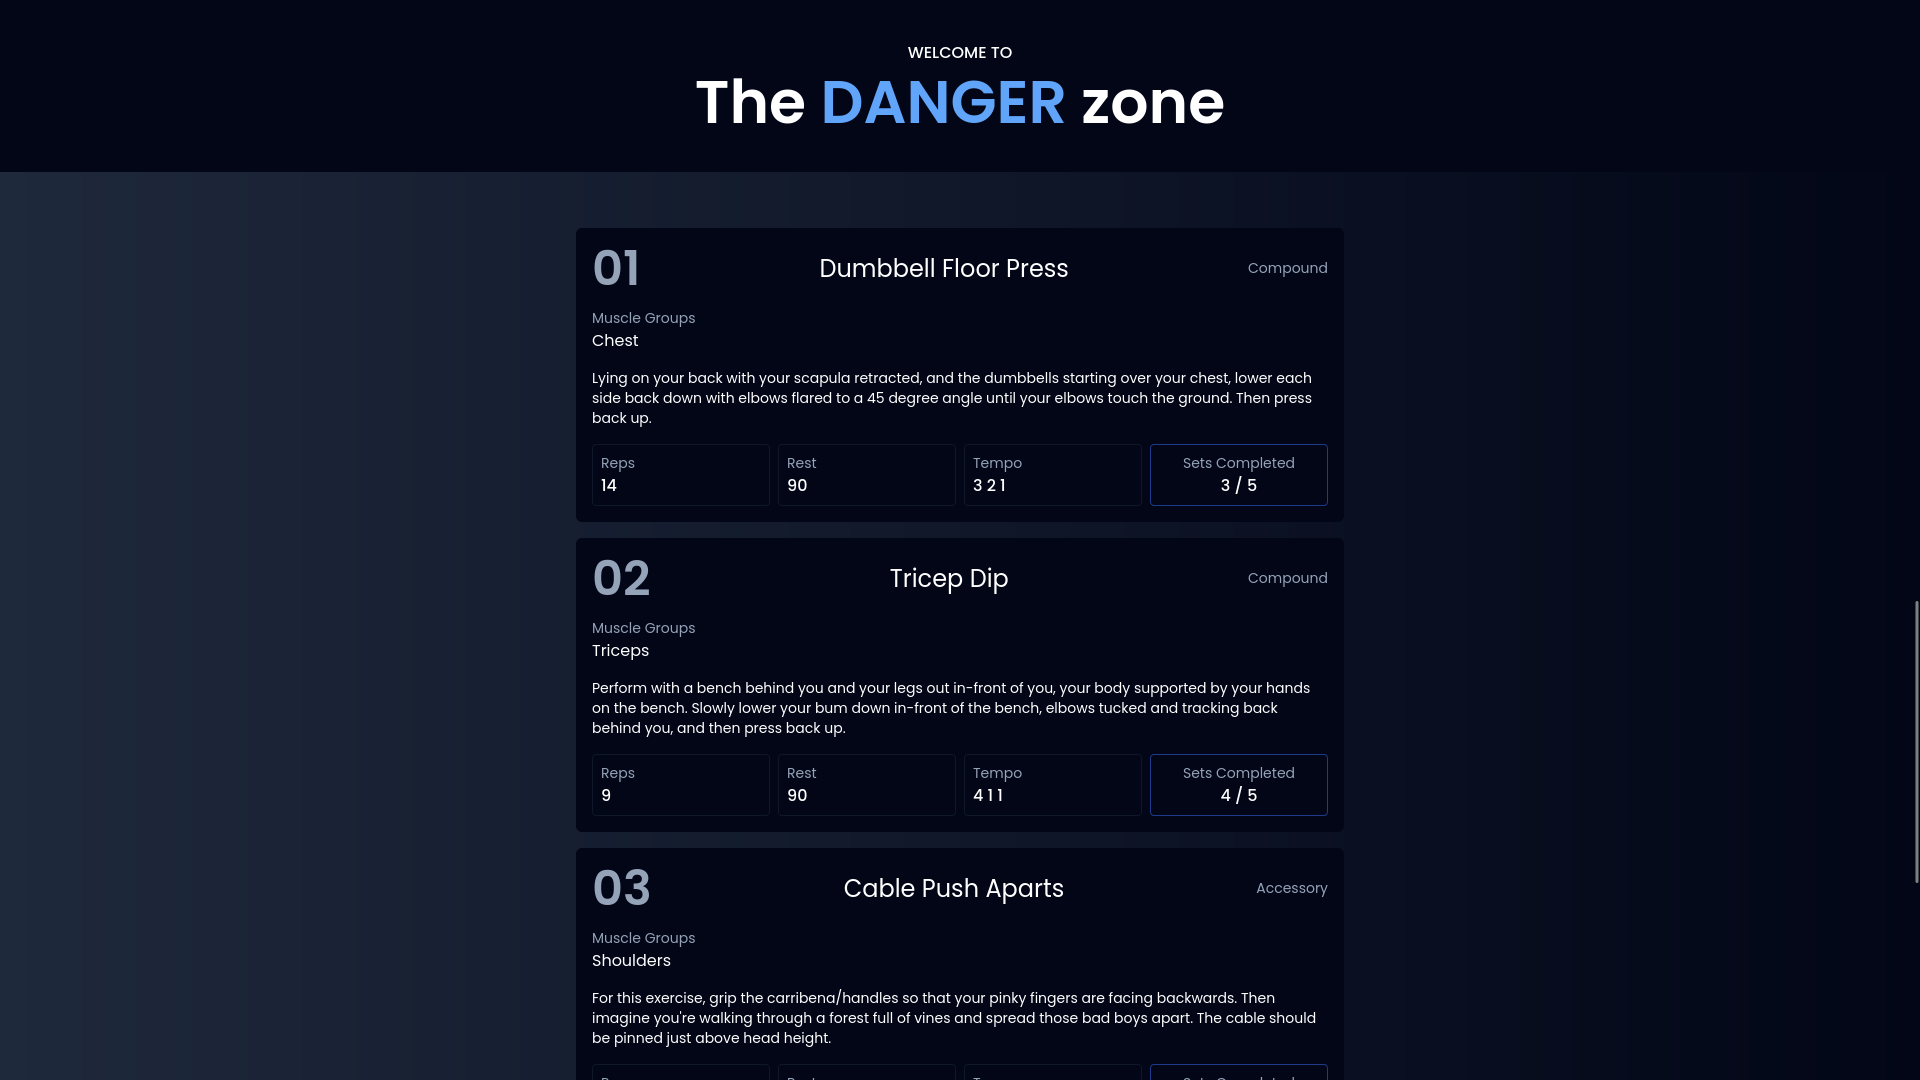 WELCOME TO
The DANGER zone
01
Dumbbell Floor Press
Compound
Muscle Groups
Chest
Lying on your back with your scapula retracted, and the dumbbells starting over your chest, lower each
side back down with elbows flared to a 45 degree angle until your elbows touch the ground. Then press
back up.
Reps
14
Rest
90
Tempo
3 2 1
Sets Completed
3 / 5
02
Tricep Dip
Compound
Muscle Groups
Triceps
Perform with a bench behind you and your legs out in-front of you, your body supported by your hands
on the bench. Slowly lower your bum down in-front of the bench, elbows tucked and tracking back
behind you, and then press back up.
Reps
9
Rest
90
Tempo
4 1 1
Sets Completed
4 / 5
03
Cable Push Aparts
Accessory
Muscle Groups
Shoulders
For this exercise, grip the carribena/handles so that your pinky fingers are facing backwards. Then
imagine you're walking through a forest full of vines and spread those bad boys apart. The cable should
be pinned just above head height.